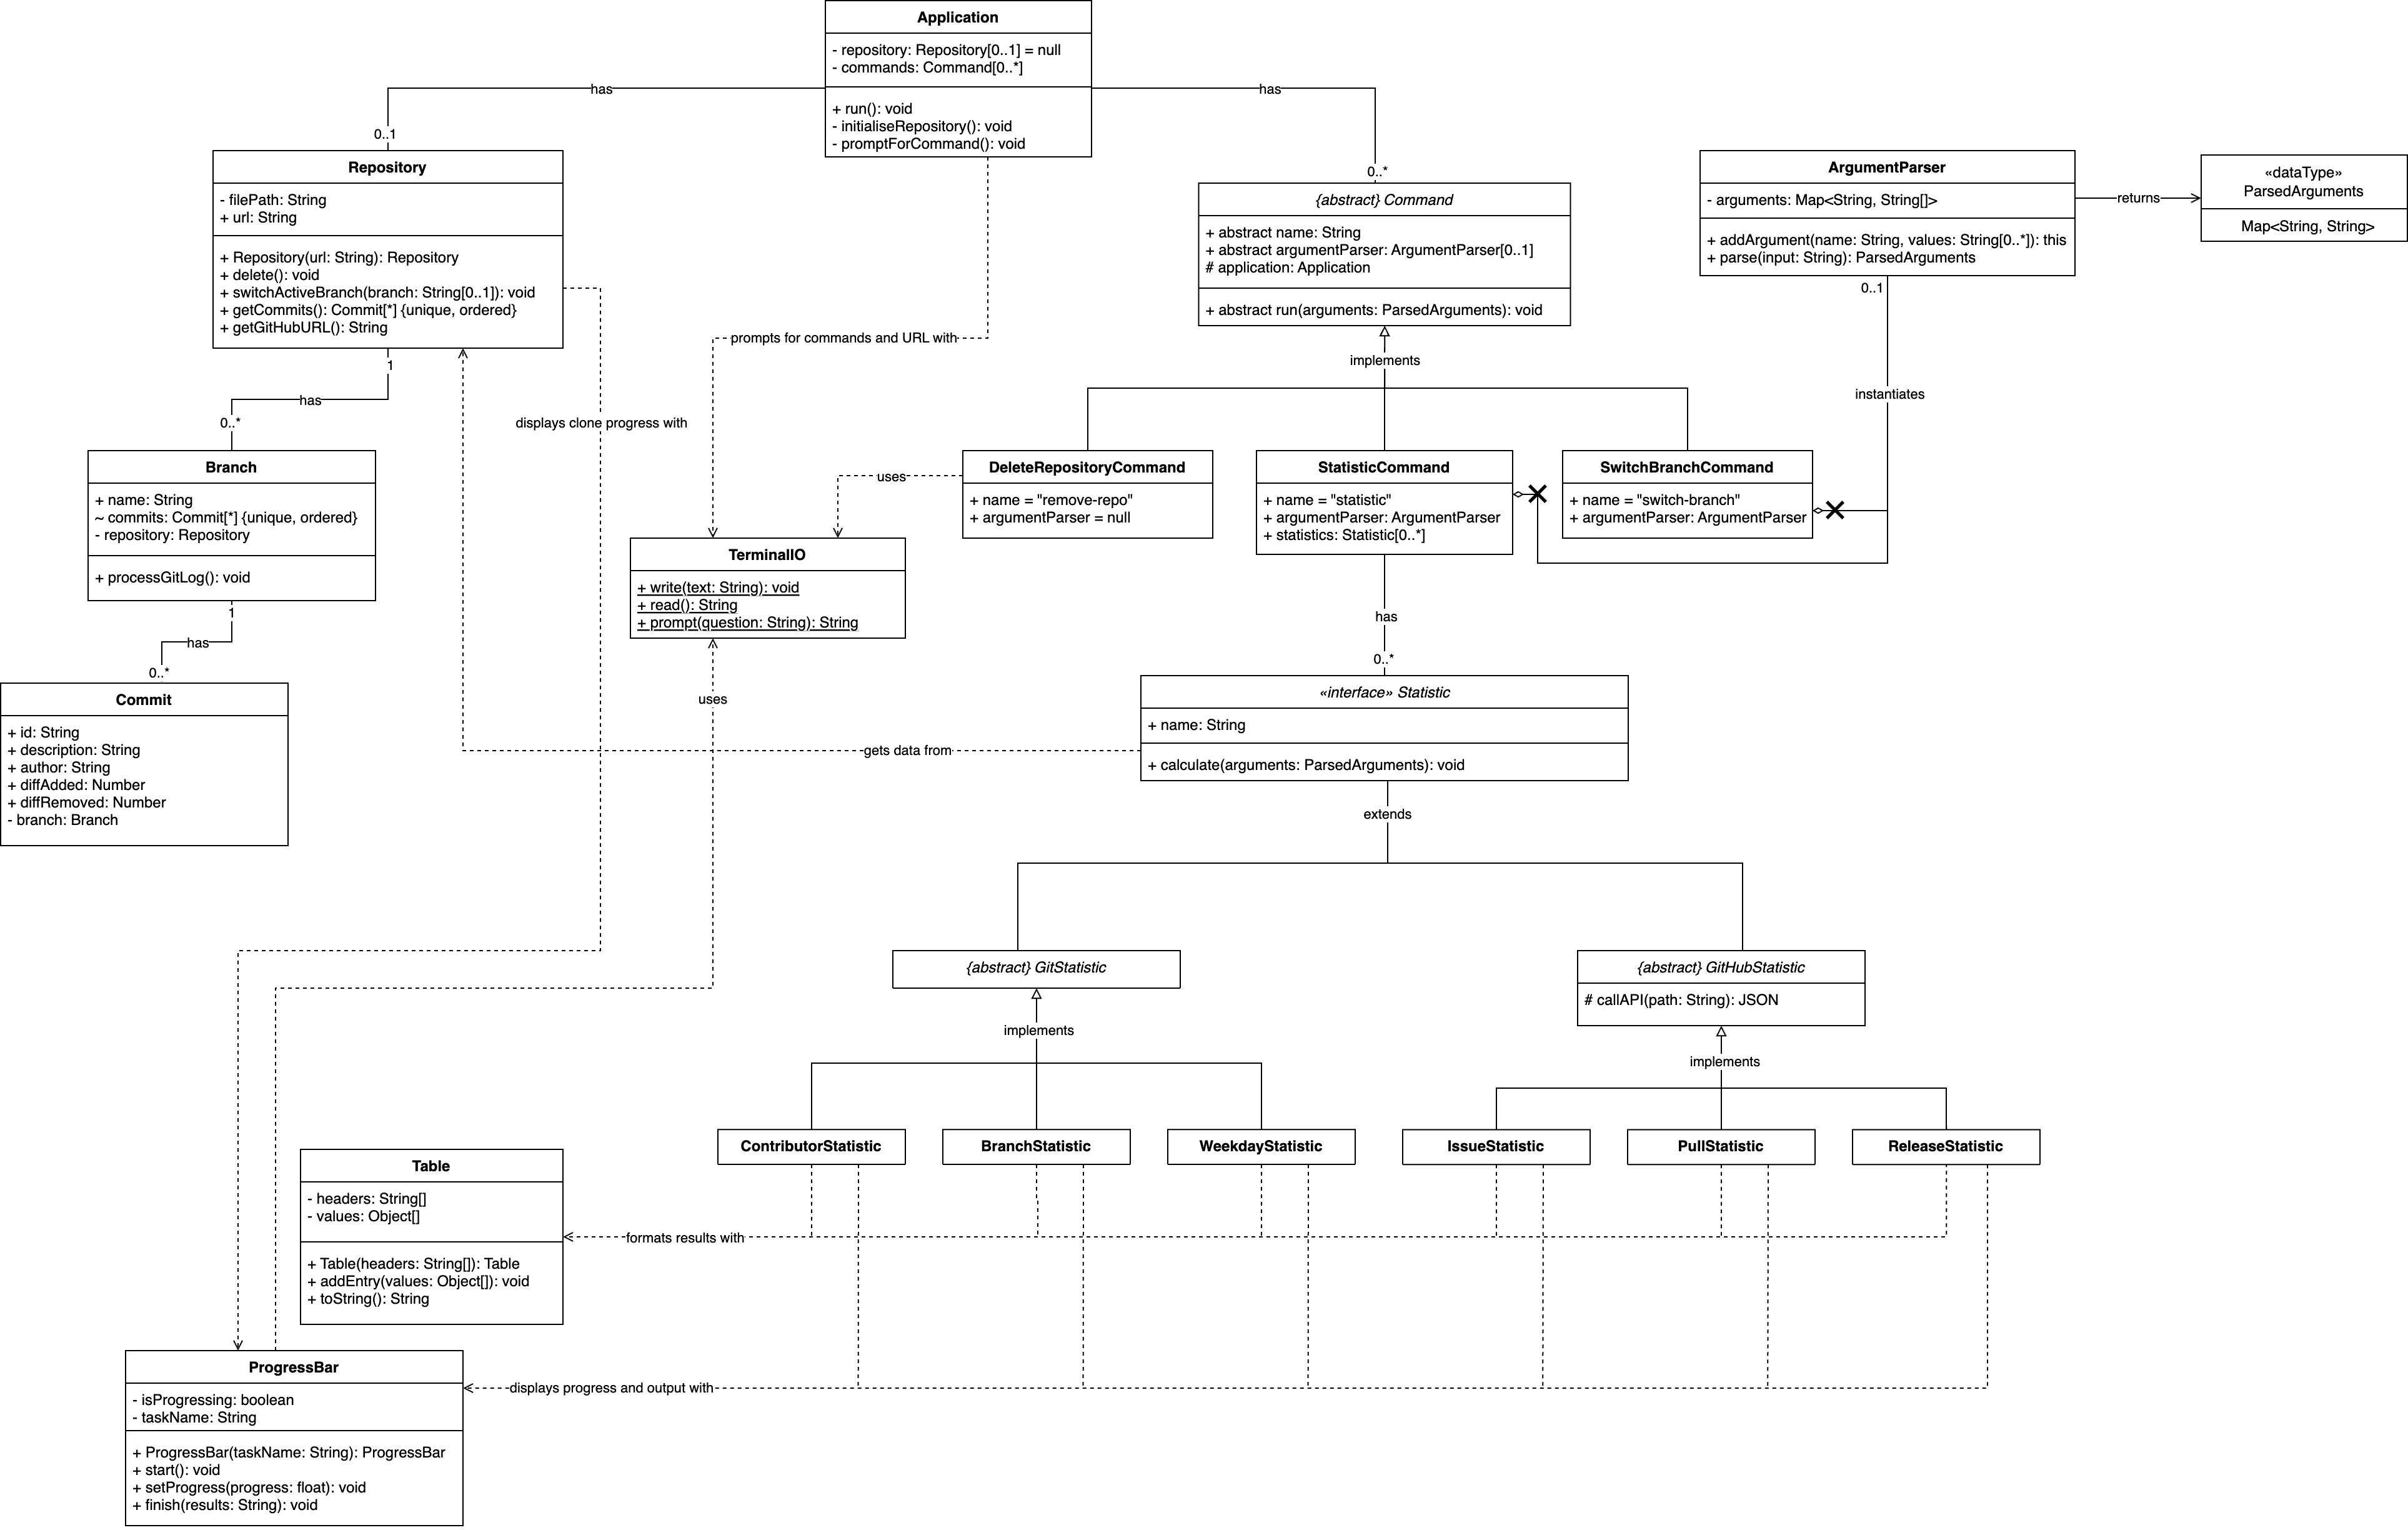 Application
- repository: Repository[0..1] = null
- commands: Command[0..*]
+ run(): void
- initialiseRepository(): void
- promptForCommand(): void
has
has
0..1
0..*
Repository
- filePath: String
+ url: String
+ Repository(url: String): Repository
+ delete(): void
+ switchActiveBranch(branch: String[0..1]): void
+ getCommits(): Commit[*] {unique, ordered}
+ getGitHubURL(): String
{abstract} Command
+ abstract name: String
+ abstract argumentParser: ArgumentParser[0..1]
# application: Application
+ abstract run(arguments: ParsedArguments): void
ArgumentParser
- arguments: Map<String, String[]>
+ addArgument(name: String, values: String[0..*]): this
+ parse(input: String): ParsedArguments
returns
«dataType»
ParsedArguments
Map<String, String>
0..1
prompts for commands and URL with
implements
1
has
0..*
displays clone progress with
instantiates
Branch
+ name: String
~ commits: Commit[*] {unique, ordered}
- repository: Repository
+ processGitLog(): void
uses
DeleteRepositoryCommand
+ name = "remove-repo"
+ argumentParser = null
StatisticCommand
+ name = "statistic"
+ argumentParser: ArgumentParser
+ statistics: Statistic[0..*]
SwitchBranchCommand
+ name = "switch-branch"
+ argumentParser: ArgumentParser
TerminalIO
+ write(text: String): void
+ read(): String
+ prompt(question: String): String
1
has
0..*
has
0..*
Commit
+ id: String
+ description: String
+ author: String
+ diffAdded: Number
+ diffRemoved: Number
- branch: Branch
uses
«interface» Statistic
+ name: String
+ calculate(arguments: ParsedArguments): void
gets data from
extends
{abstract} GitStatistic
{abstract} GitHubStatistic
# callAPI(path: String): JSON
implements
implements
ContributorStatistic
BranchStatistic
WeekdayStatistic
IssueStatistic
PullStatistic
ReleaseStatistic
Table
- headers: String[]
- values: Object[]
+ Table(headers: String[]): Table
+ addEntry(values: Object[]): void
+ toString(): String
formats results with
ProgressBar
- isProgressing: boolean
- taskName: String
+ ProgressBar(taskName: String): ProgressBar
+ start(): void
+ setProgress(progress: float): void
+ finish(results: String): void
displays progress and output with